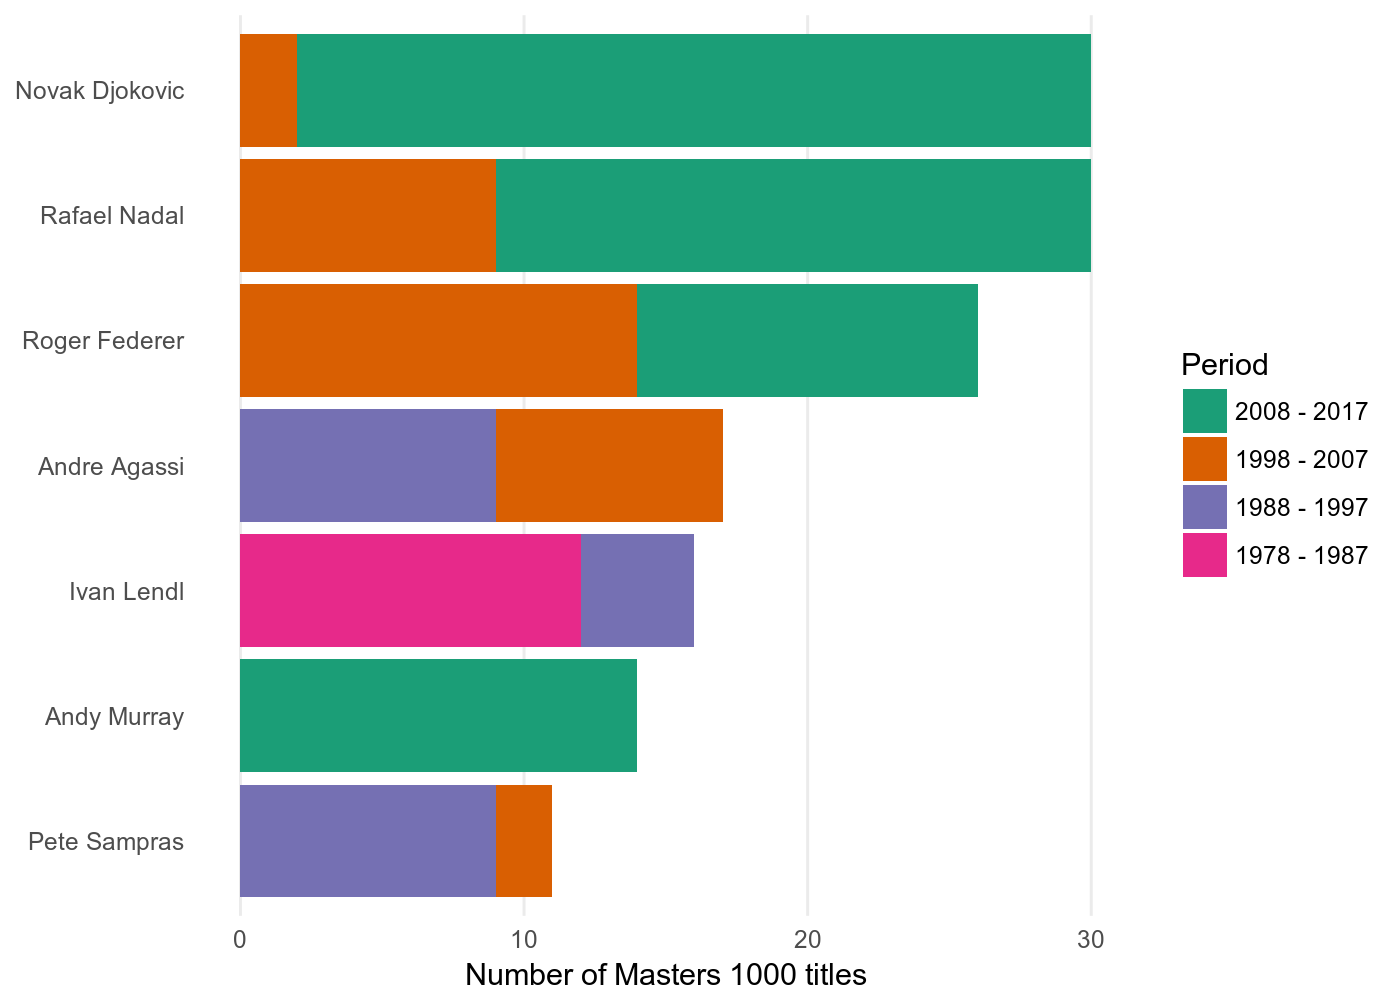 Novak Djokovic
Rafael Nadal
Roger Federer
Andre Agassi
Ivan Lendl
Andy Murray
Pete Sampras
0 10 20 30
Number of Masters 1000 titles
Period
2008 - 2017
1998 - 2007
1988 - 1997
1978 - 1987